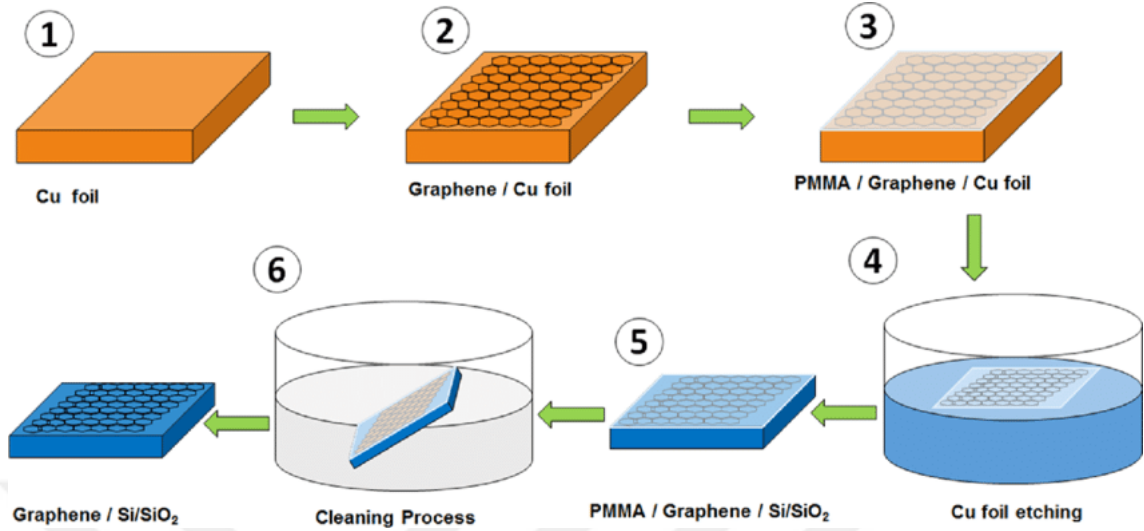 1
Cu foil
2
Graphene / Cu foil
3
PMMA / Graphene / Cu foil
4
Cu foil etching
5
PMMA / Graphene / Si/SiO₂
6
Cleaning Process
Graphene / Si/SiO₂